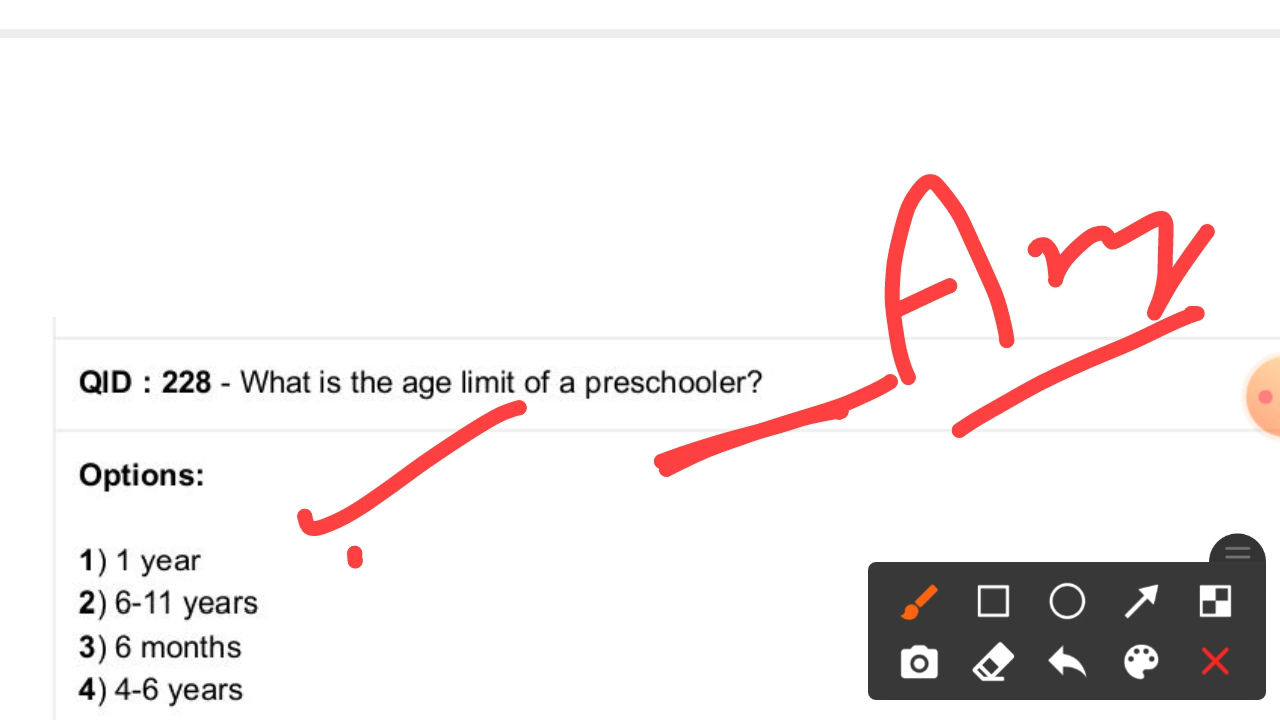 Any
QID : 228 - What is the age limit of a preschooler?
Options:
1) 1 year
2) 6-11 years
3) 6 months
4) 4-6 years